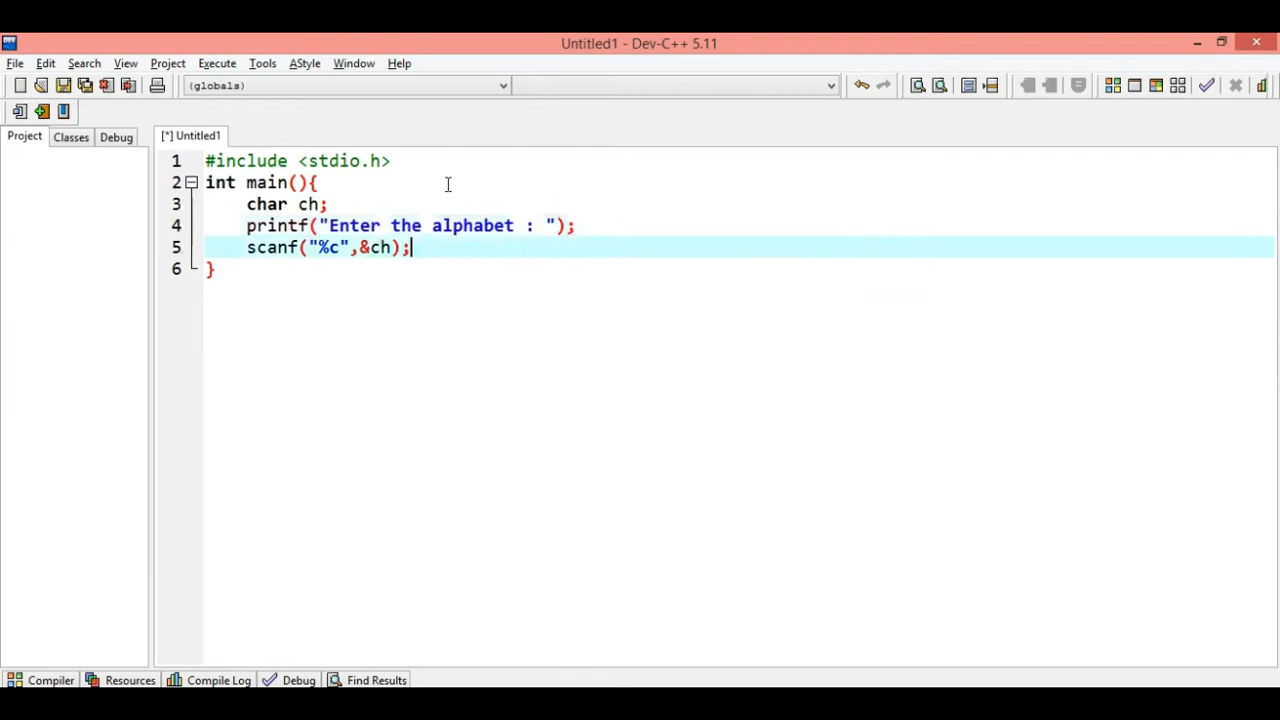 Untitled1 - Dev-C++ 5.11
File Edit Search View Project Execute Tools AStyle Window Help
(globals)
Project Classes Debug [*] Untitled1
1 #include <stdio.h>
2 int main(){
3 char ch;
4 printf("Enter the alphabet : ");
5 scanf("%c",&ch);
6 }
Compiler Resources Compile Log Debug Find Results